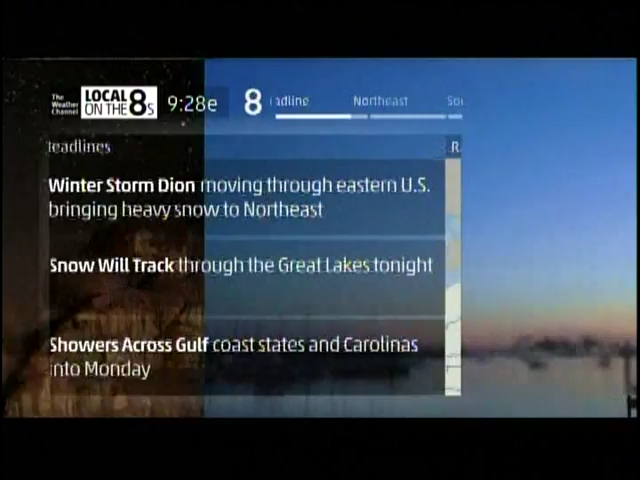 The Weather Channel
LOCAL ON THE 8s
9:28e
8
adline
Northeast
So
eadlines
R
Winter Storm Dion moving through eastern U.S.
bringing heavy snow to Northeast
Snow Will Track through the Great Lakes tonight
Showers Across Gulf coast states and Carolinas
into Monday